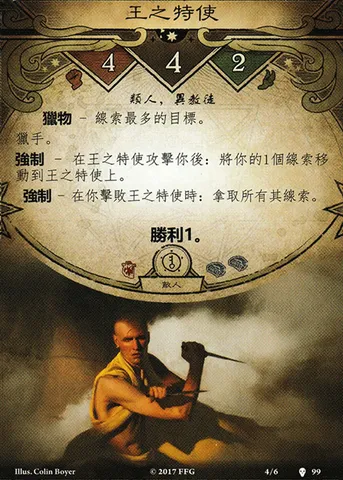 王之特使
4 4 2
類人，異教徒
獵物 – 線索最多的目標。
獵手。
強制 – 在王之特使攻擊你後：將你的1個線索移
動到王之特使上。
強制 – 在你擊敗王之特使時：拿取所有其線索。
勝利1。
敵人
Illus. Colin Boyer © 2017 FFG 4/6 99